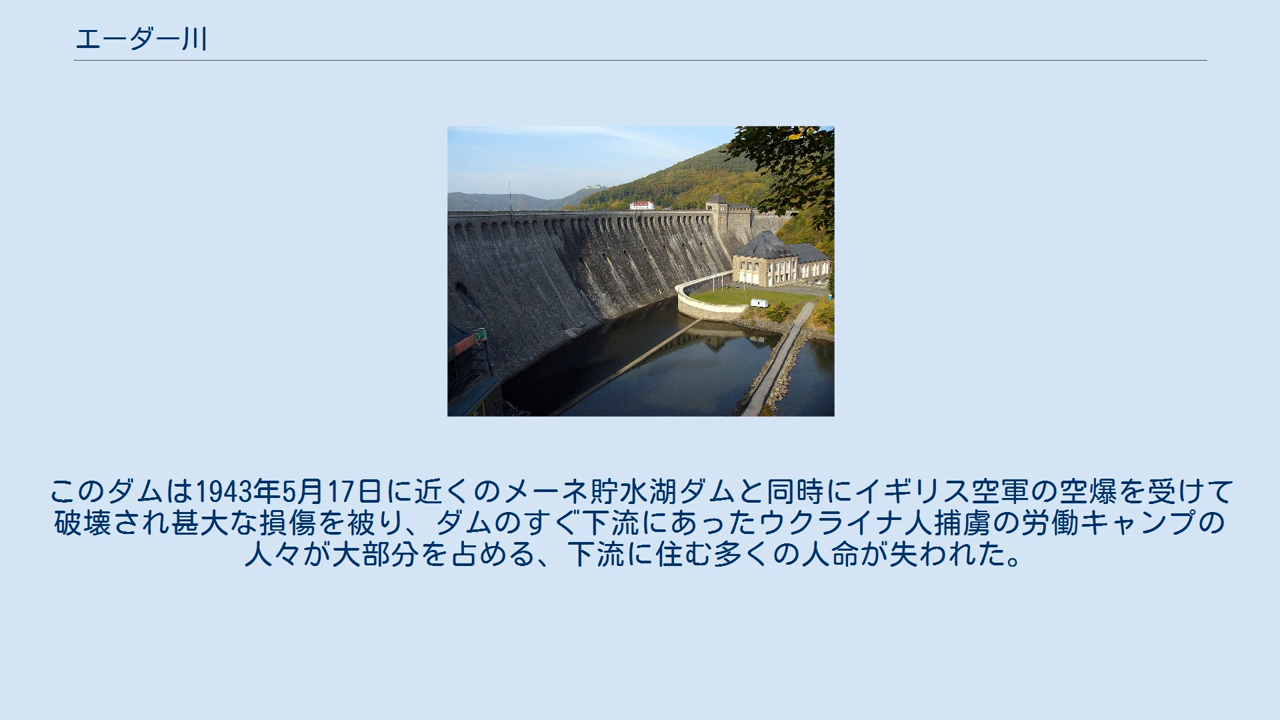 エーダー川
このダムは1943年5月17日に近くのメーネ貯水湖ダムと同時にイギリス空軍の空爆を受けて
破壊され甚大な損傷を被り、ダムのすぐ下流にあったウクライナ人捕虜の労働キャンプの
人々が大部分を占める、下流に住む多くの人命が失われた。